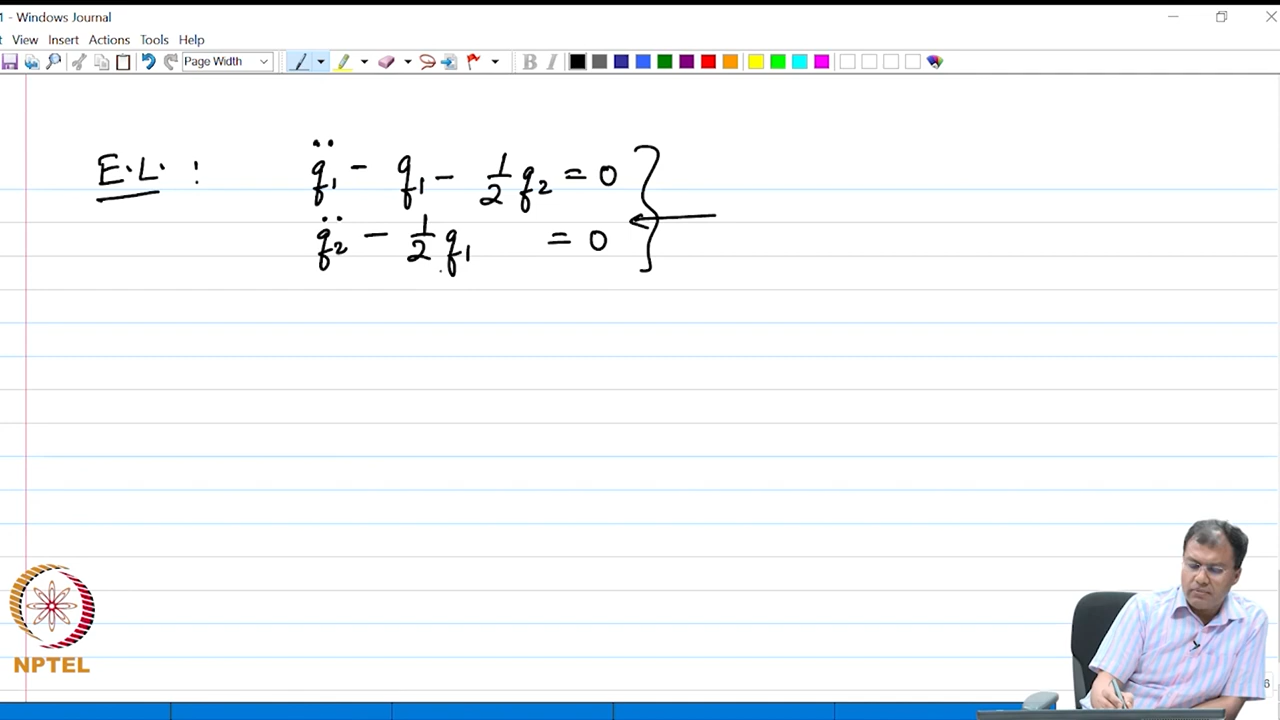 1 - Windows Journal
t View Insert Actions Tools Help
Page Width
B I
E.L. : q̈₁ - q₁ - 1/2 q₂ = 0
q̈₂ - 1/2 q₁ = 0
NPTEL
6